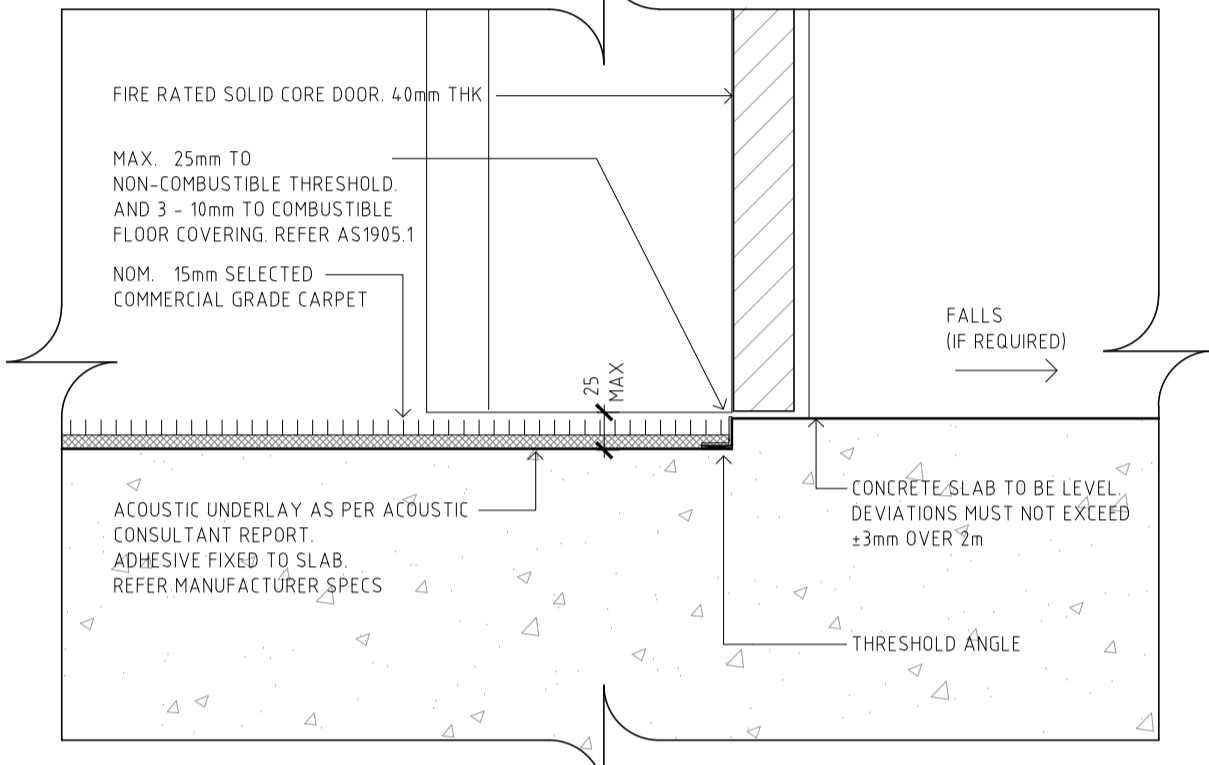 FIRE RATED SOLID CORE DOOR. 40mm THK
MAX. 25mm TO
NON-COMBUSTIBLE THRESHOLD.
AND 3 - 10mm TO COMBUSTIBLE
FLOOR COVERING. REFER AS1905.1
NOM. 15mm SELECTED
COMMERCIAL GRADE CARPET
FALLS
(IF REQUIRED)
25
MAX
ACOUSTIC UNDERLAY AS PER ACOUSTIC
CONSULTANT REPORT.
ADHESIVE FIXED TO SLAB.
REFER MANUFACTURER SPECS
CONCRETE SLAB TO BE LEVEL.
DEVIATIONS MUST NOT EXCEED
±3mm OVER 2m
THRESHOLD ANGLE